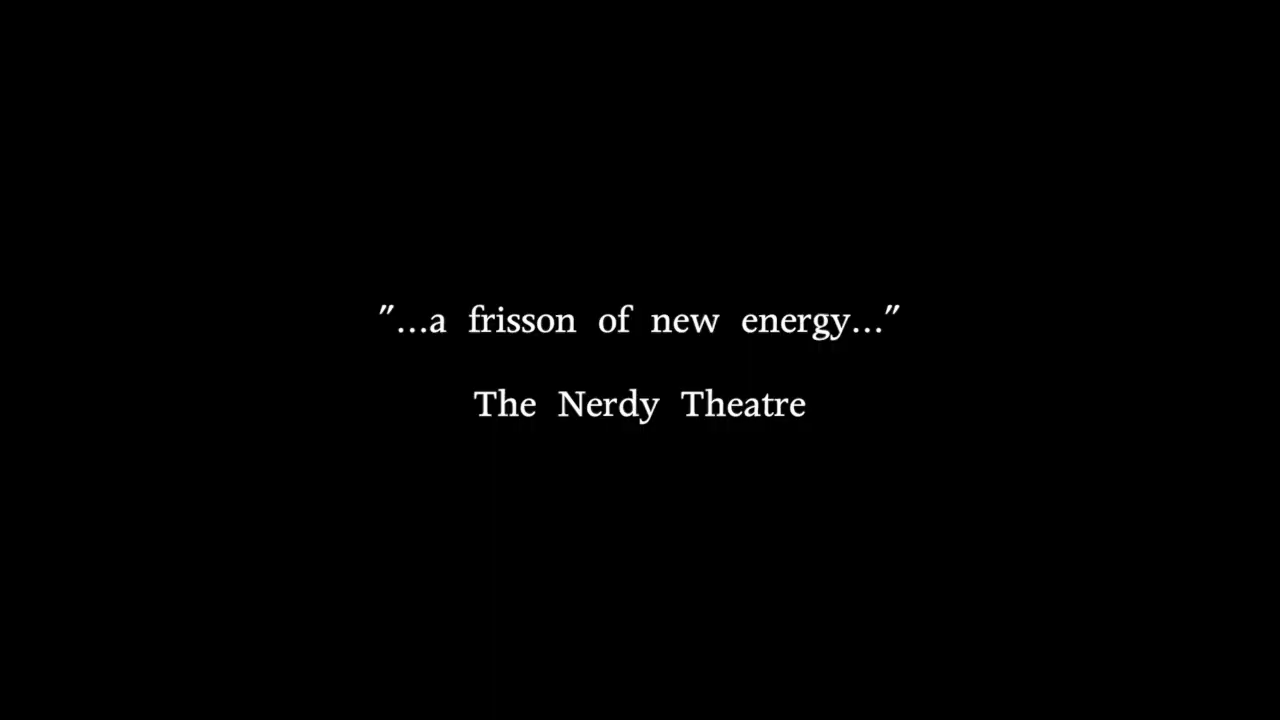 "...a frisson of new energy..."
The Nerdy Theatre